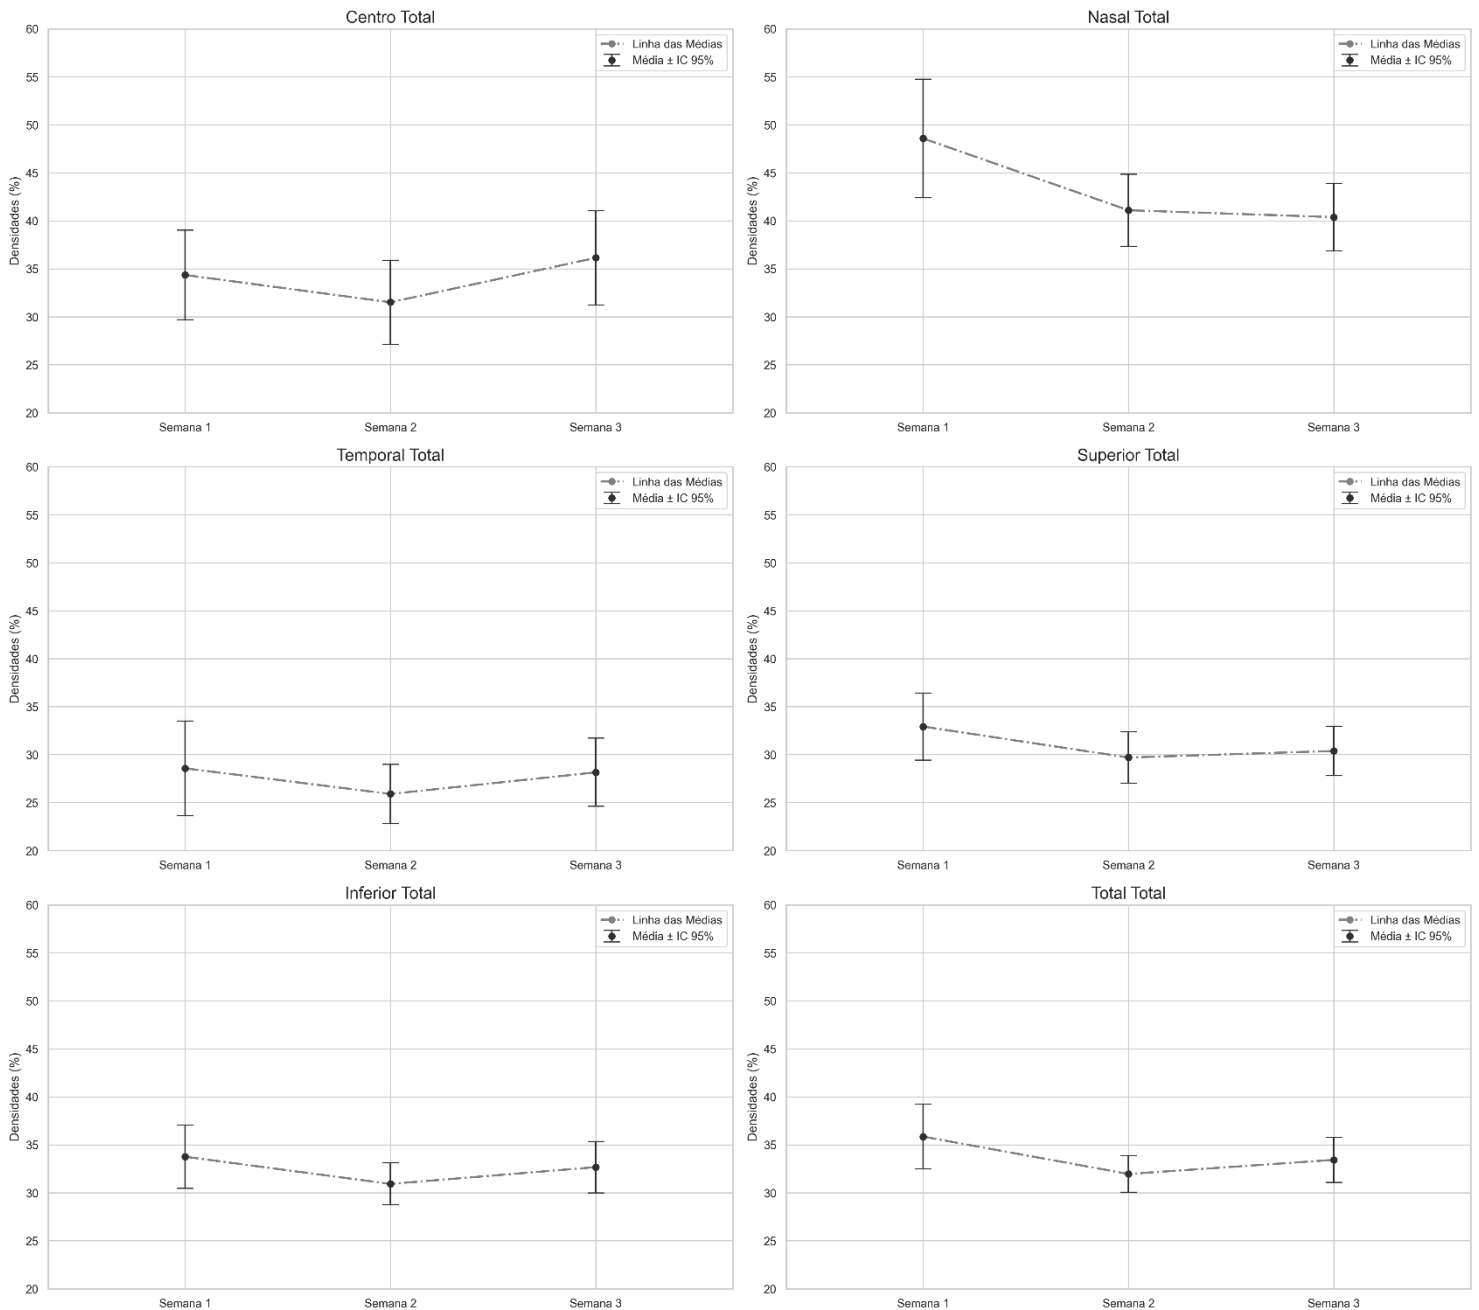 Centro Total
60
55
50
45
40
35
30
25
20
Densidades (%)
Linha das Médias
Média ± IC 95%
Semana 1
Semana 2
Semana 3
Nasal Total
60
55
50
45
40
35
30
25
20
Densidades (%)
Linha das Médias
Média ± IC 95%
Semana 1
Semana 2
Semana 3
Temporal Total
60
55
50
45
40
35
30
25
20
Densidades (%)
Linha das Médias
Média ± IC 95%
Semana 1
Semana 2
Semana 3
Superior Total
60
55
50
45
40
35
30
25
20
Densidades (%)
Linha das Médias
Média ± IC 95%
Semana 1
Semana 2
Semana 3
Inferior Total
60
55
50
45
40
35
30
25
20
Densidades (%)
Linha das Médias
Média ± IC 95%
Semana 1
Semana 2
Semana 3
Total Total
60
55
50
45
40
35
30
25
20
Densidades (%)
Linha das Médias
Média ± IC 95%
Semana 1
Semana 2
Semana 3